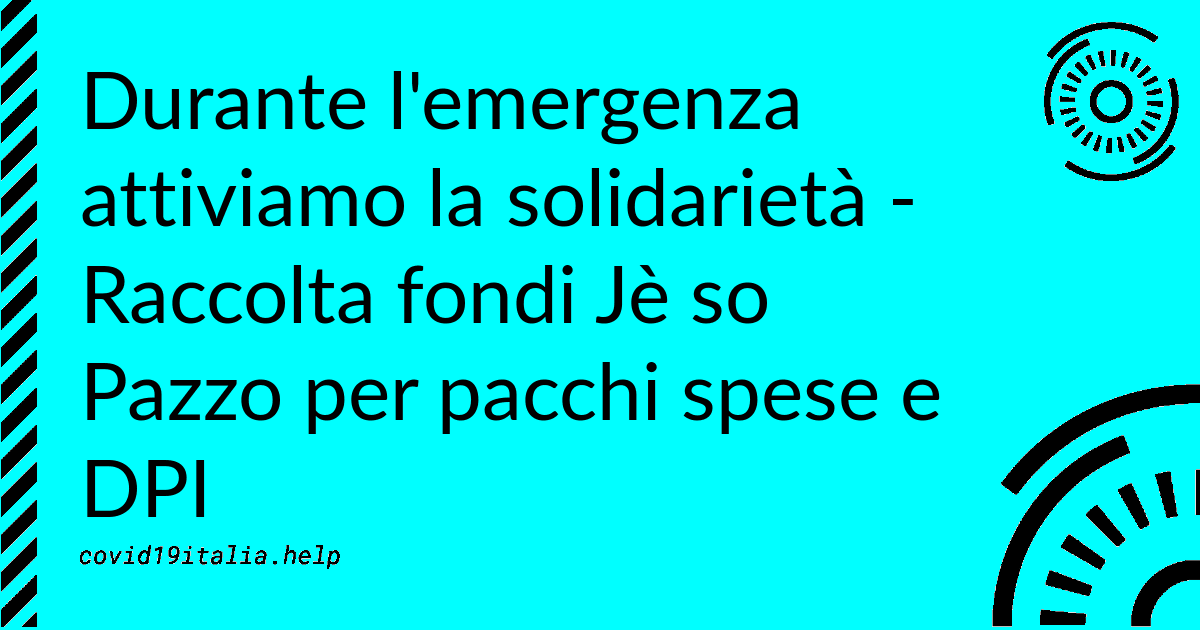 Durante l'emergenza
attiviamo la solidarietà -
Raccolta fondi Jè so
Pazzo per pacchi spese e
DPI
covid19italia.help